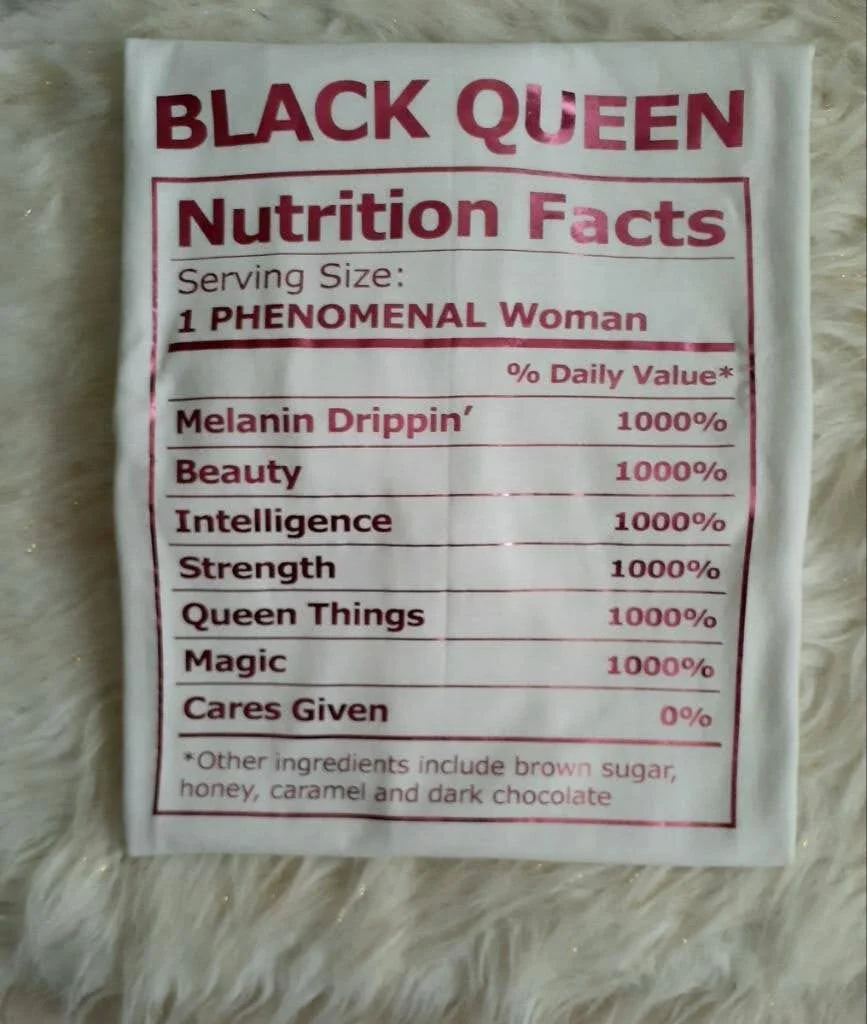 BLACK QUEEN
Nutrition Facts
Serving Size:
1 PHENOMENAL Woman
% Daily Value*
Melanin Drippin’ 1000%
Beauty 1000%
Intelligence 1000%
Strength 1000%
Queen Things 1000%
Magic 1000%
Cares Given 0%
*Other ingredients include brown sugar,
honey, caramel and dark chocolate